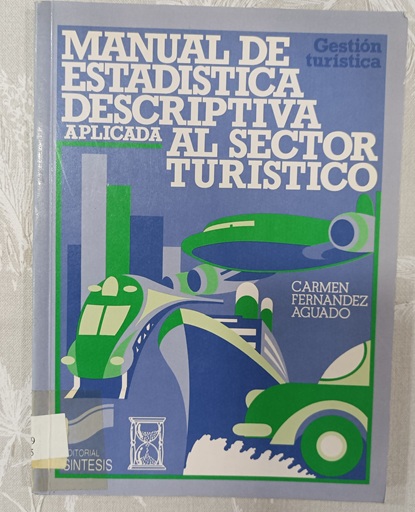 MANUAL DE
ESTADISTICA
DESCRIPTIVA
APLICADA AL SECTOR
TURISTICO
Gestión
turística
CARMEN
FERNANDEZ
AGUADO
EDITORIAL
SINTESIS